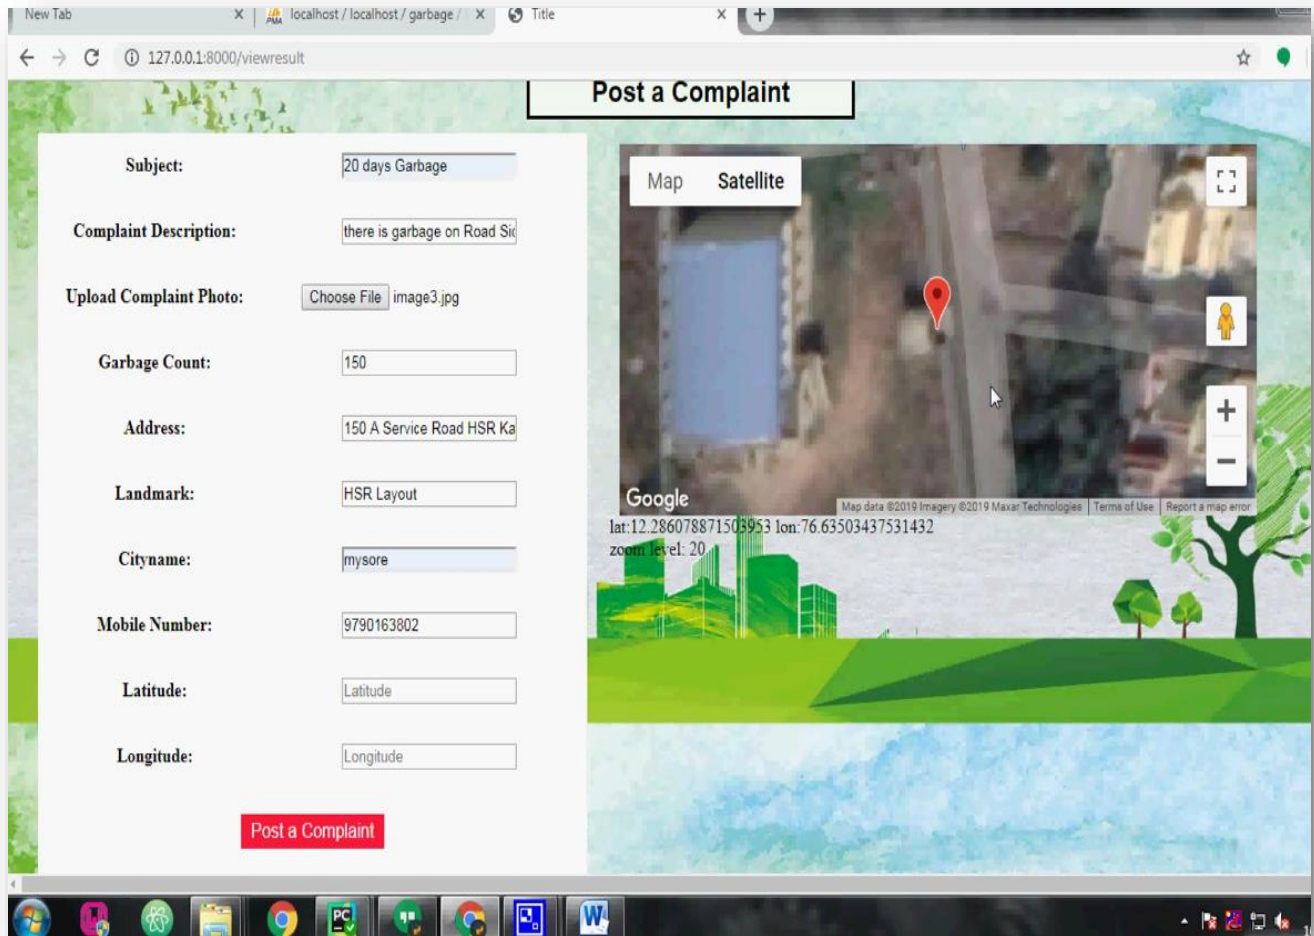 New Tab
localhost / localhost / garbage /
Title
127.0.0.1:8000/viewresult
Post a Complaint
Subject: 20 days Garbage
Complaint Description: there is garbage on Road Sid
Upload Complaint Photo: Choose File image3.jpg
Garbage Count: 150
Address: 150 A Service Road HSR Ka
Landmark: HSR Layout
Cityname: mysore
Mobile Number: 9790163802
Latitude: Latitude
Longitude: Longitude
Post a Complaint
Map Satellite
Google
Map data ©2019 Imagery ©2019 Maxar Technologies Terms of Use Report a map error
lat:12.286078871503953 lon:76.63503437531432
zoom level: 20